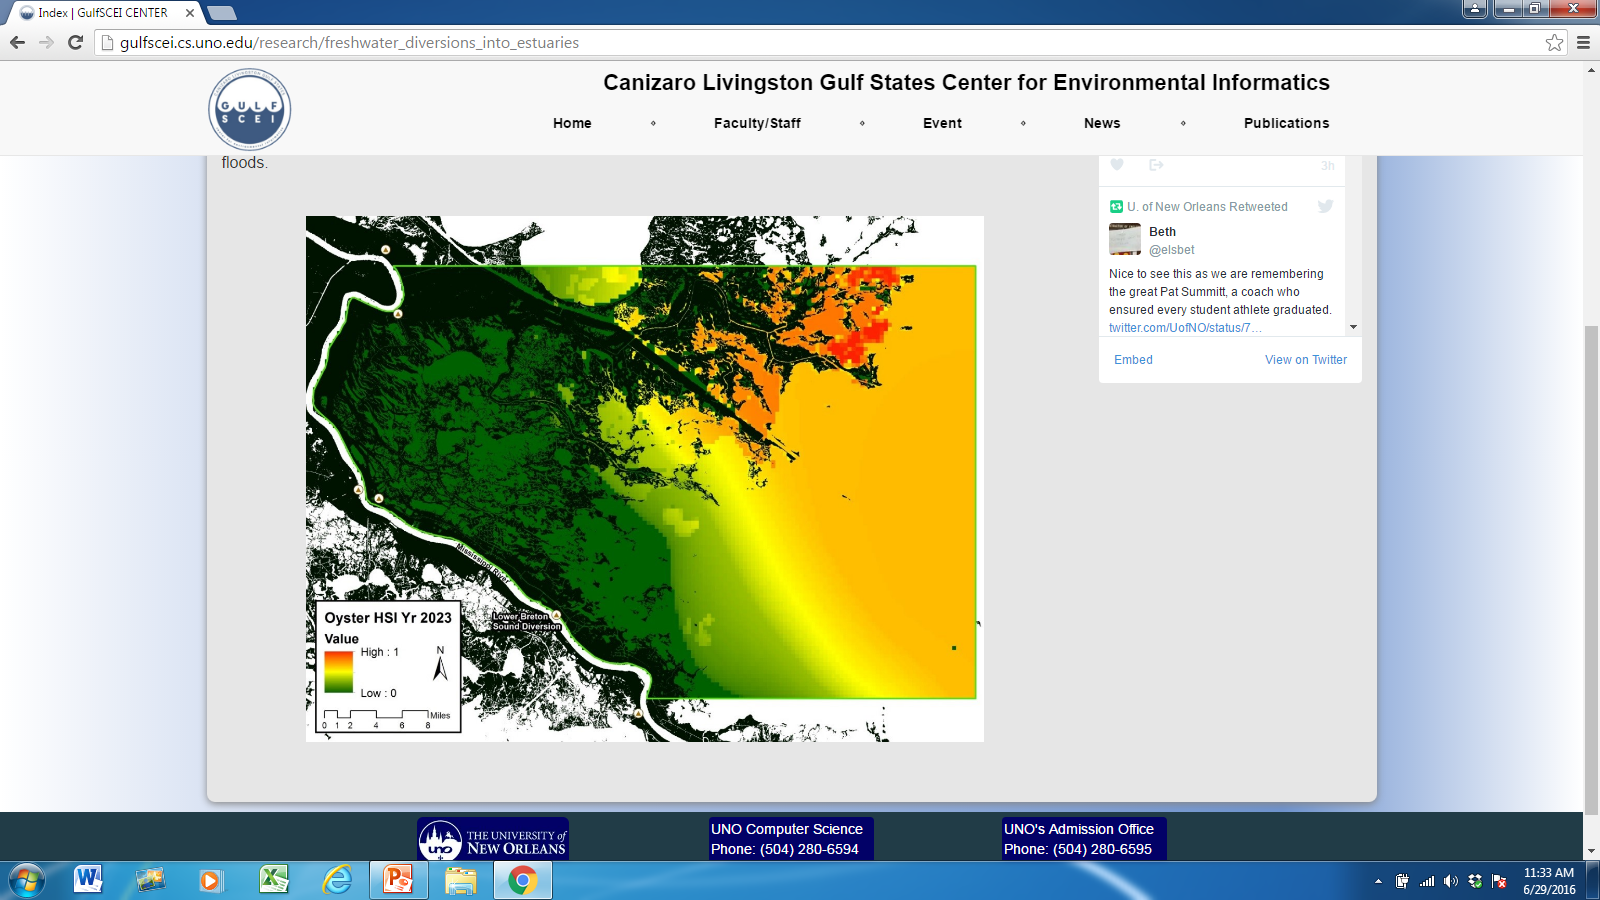 Index | GulfSCEI CENTER
gulfscei.cs.uno.edu/research/freshwater_diversions_into_estuaries
GULF
SCEI
Canizaro Livingston Gulf States Center for Environmental Informatics
Home
Faculty/Staff
Event
News
Publications
floods.
3h
U. of New Orleans Retweeted
Beth
@elsbet
Nice to see this as we are remembering
the great Pat Summitt, a coach who
ensured every student athlete graduated.
twitter.com/UofNO/status/7…
Embed
View on Twitter
Mississippi River
Lower Breton
Sound Diversion
Oyster HSI Yr 2023
Value
High : 1
Low : 0
N
Miles
0 1 2 4 6 8
uno
THE UNIVERSITY of
NEW ORLEANS
UNO Computer Science
Phone: (504) 280-6594
UNO's Admission Office
Phone: (504) 280-6595
11:33 AM
6/29/2016